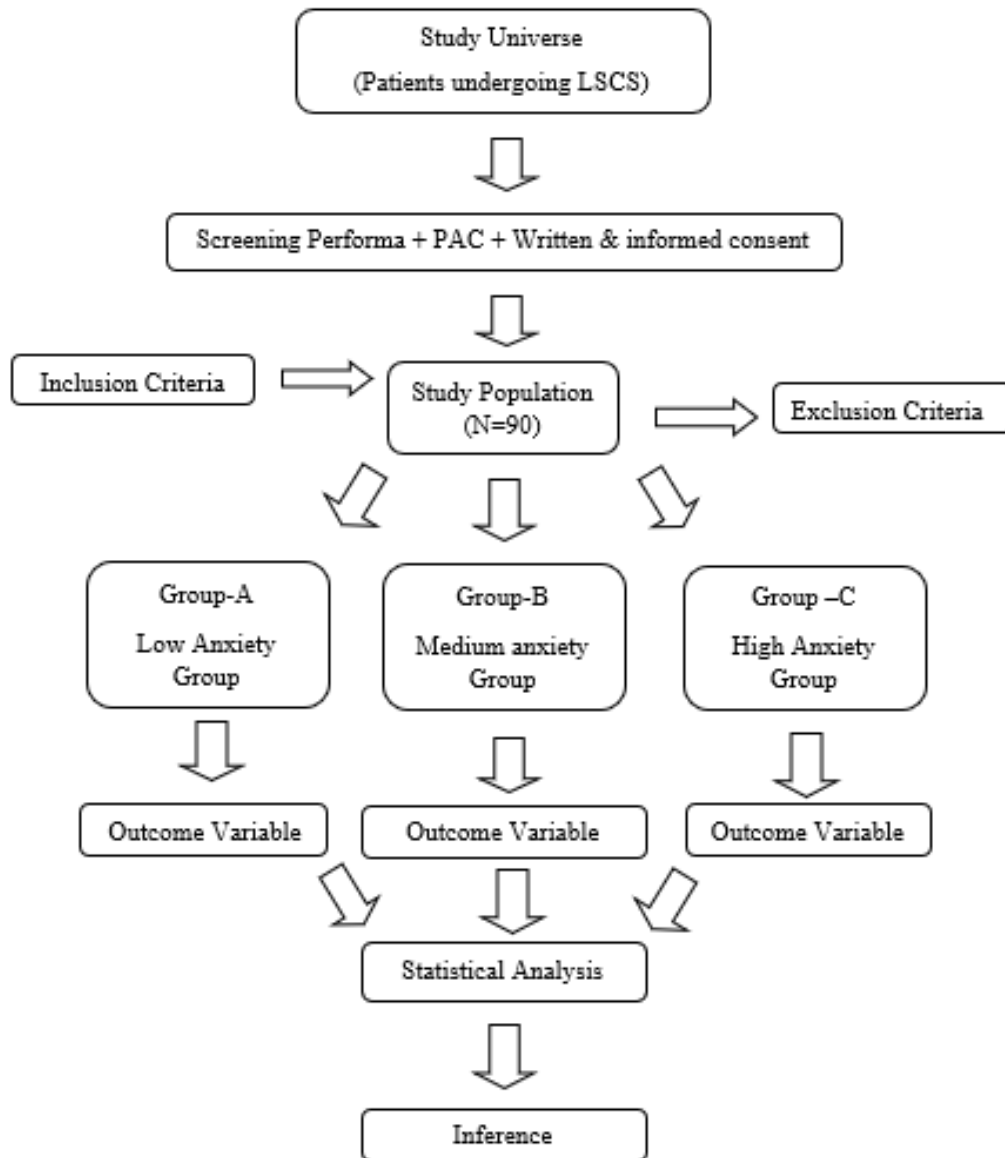 Study Universe
(Patients undergoing LSCS)
Screening Performa + PAC + Written & informed consent
Inclusion Criteria
Study Population
(N=90)
Exclusion Criteria
Group-A
Low Anxiety
Group
Group-B
Medium anxiety
Group
Group –C
High Anxiety
Group
Outcome Variable
Outcome Variable
Outcome Variable
Statistical Analysis
Inference